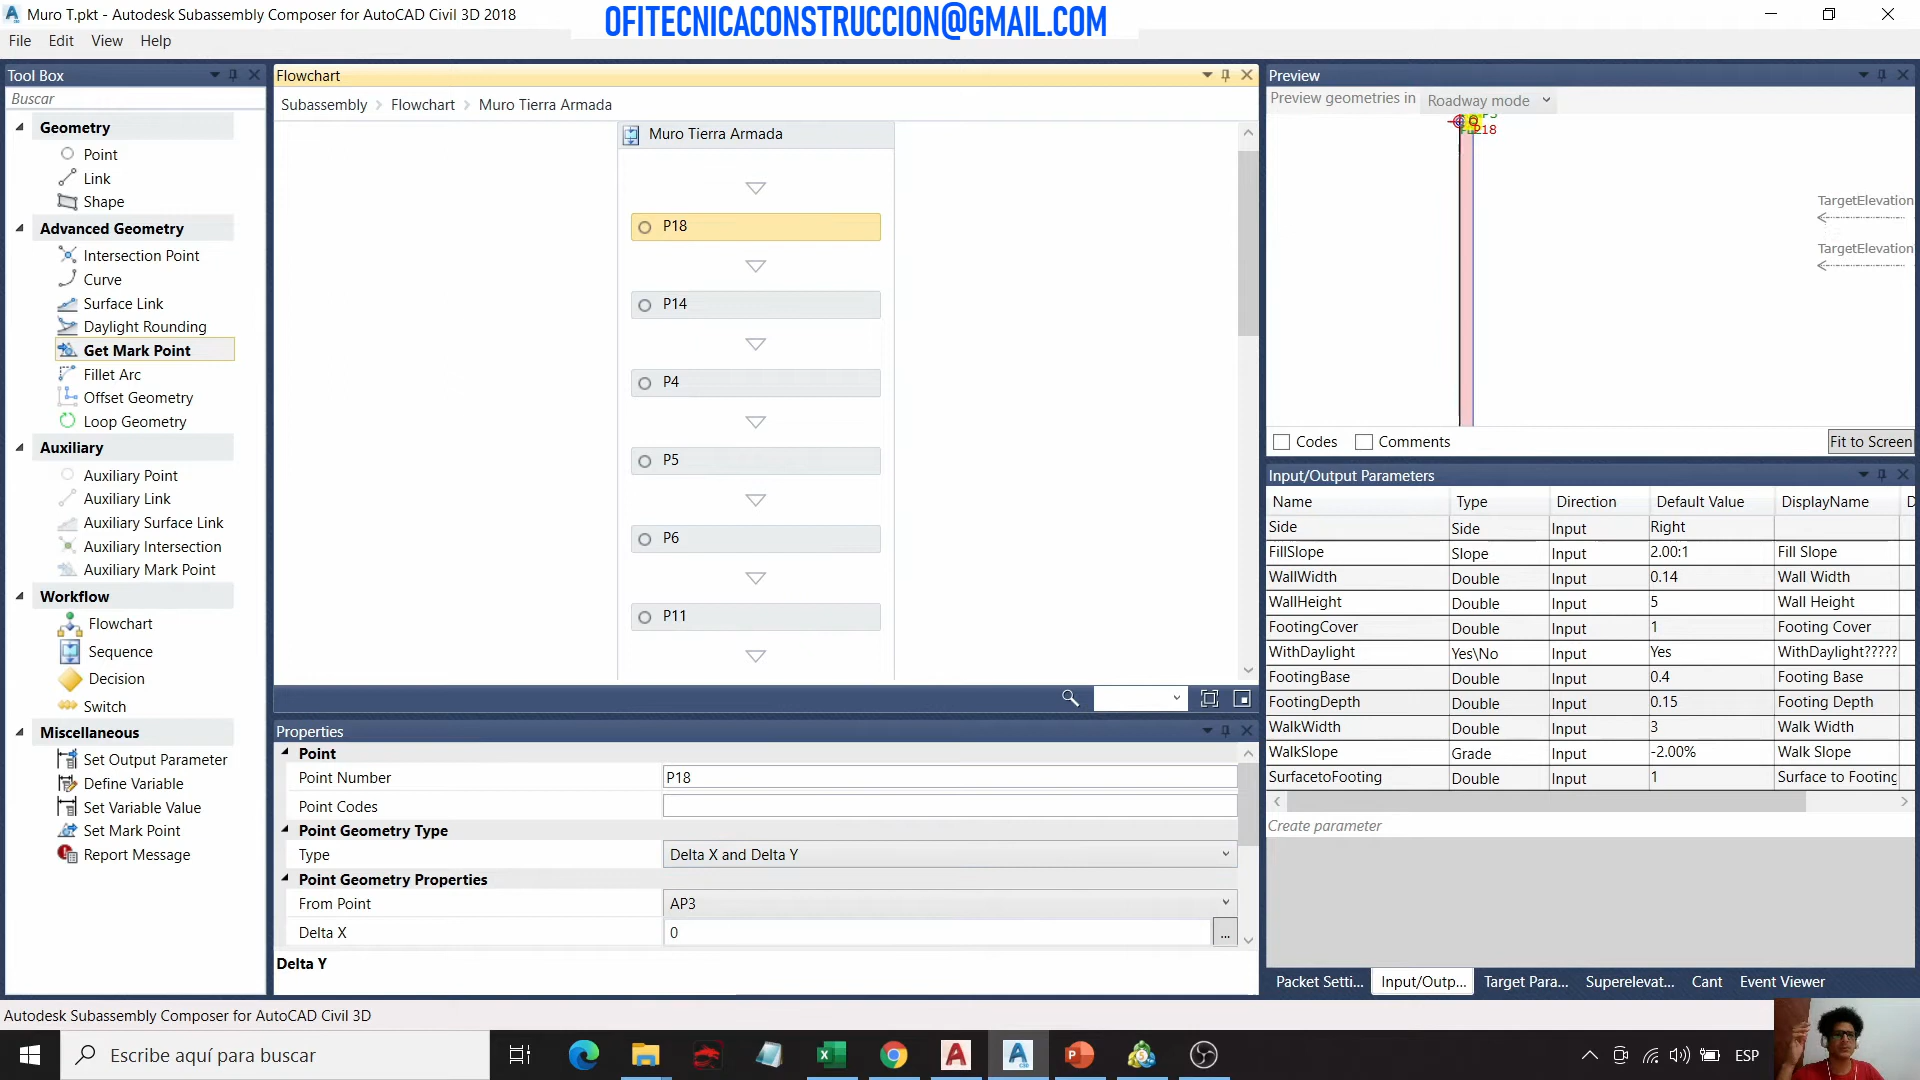 Muro T.pkt - Autodesk Subassembly Composer for AutoCAD Civil 3D 2018
OFITECNICACONSTRUCCION@GMAIL.COM
File Edit View Help
Tool Box
Buscar
Geometry
Point
Link
Shape
Advanced Geometry
Intersection Point
Curve
Surface Link
Daylight Rounding
Get Mark Point
Fillet Arc
Offset Geometry
Loop Geometry
Auxiliary
Auxiliary Point
Auxiliary Link
Auxiliary Surface Link
Auxiliary Intersection
Auxiliary Mark Point
Workflow
Flowchart
Sequence
Decision
Switch
Miscellaneous
Set Output Parameter
Define Variable
Set Variable Value
Set Mark Point
Report Message
Flowchart
Subassembly Flowchart Muro Tierra Armada
Muro Tierra Armada
P18
P14
P4
P5
P6
P11
Properties
Point
Point Number P18
Point Codes
Point Geometry Type
Type Delta X and Delta Y
Point Geometry Properties
From Point AP3
Delta X 0 ...
Delta Y
Preview
Preview geometries in Roadway mode
P18
TargetElevation
TargetElevation
Codes Comments Fit to Screen
Input/Output Parameters
Name Type Direction Default Value DisplayName D
Side Side Input Right
FillSlope Slope Input 2.00:1 Fill Slope
WallWidth Double Input 0.14 Wall Width
WallHeight Double Input 5 Wall Height
FootingCover Double Input 1 Footing Cover
WithDaylight Yes\No Input Yes WithDaylight?????
FootingBase Double Input 0.4 Footing Base
FootingDepth Double Input 0.15 Footing Depth
WalkWidth Double Input 3 Walk Width
WalkSlope Grade Input -2.00% Walk Slope
SurfacetoFooting Double Input 1 Surface to Footing
Create parameter
Packet Setti... Input/Outp... Target Para... Superelevat... Cant Event Viewer
Autodesk Subassembly Composer for AutoCAD Civil 3D
Escribe aquí para buscar
ESP